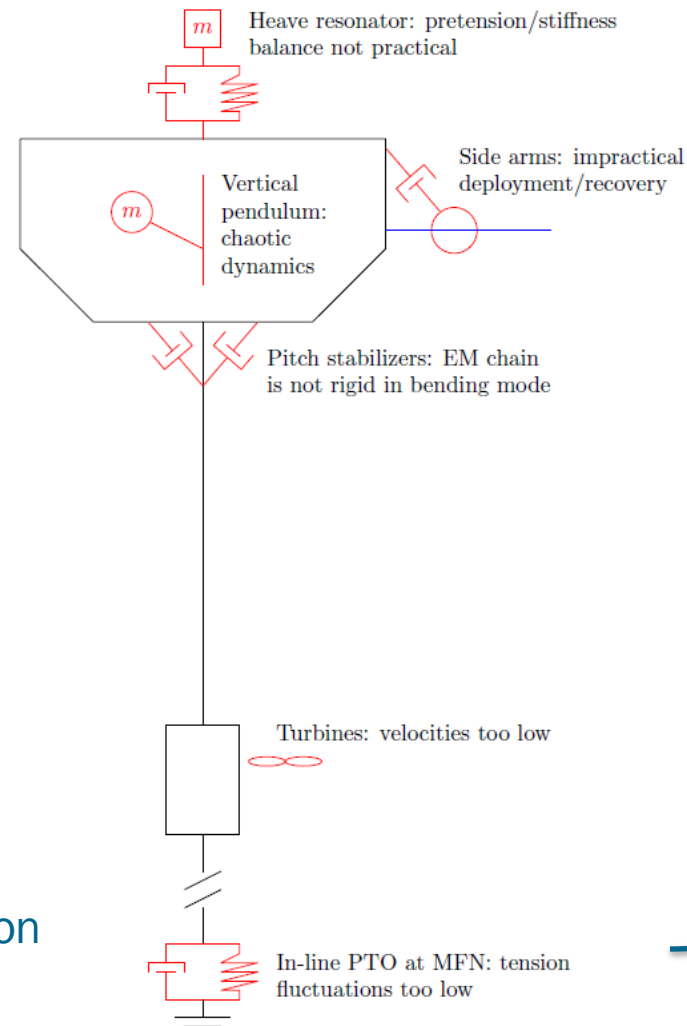 m
Heave resonator: pretension/stiffness
balance not practical
Side arms: impractical
deployment/recovery
Vertical
pendulum:
chaotic
dynamics
m
Pitch stabilizers: EM chain
is not rigid in bending mode
Turbines: velocities too low
on
In-line PTO at MFN: tension
fluctuations too low